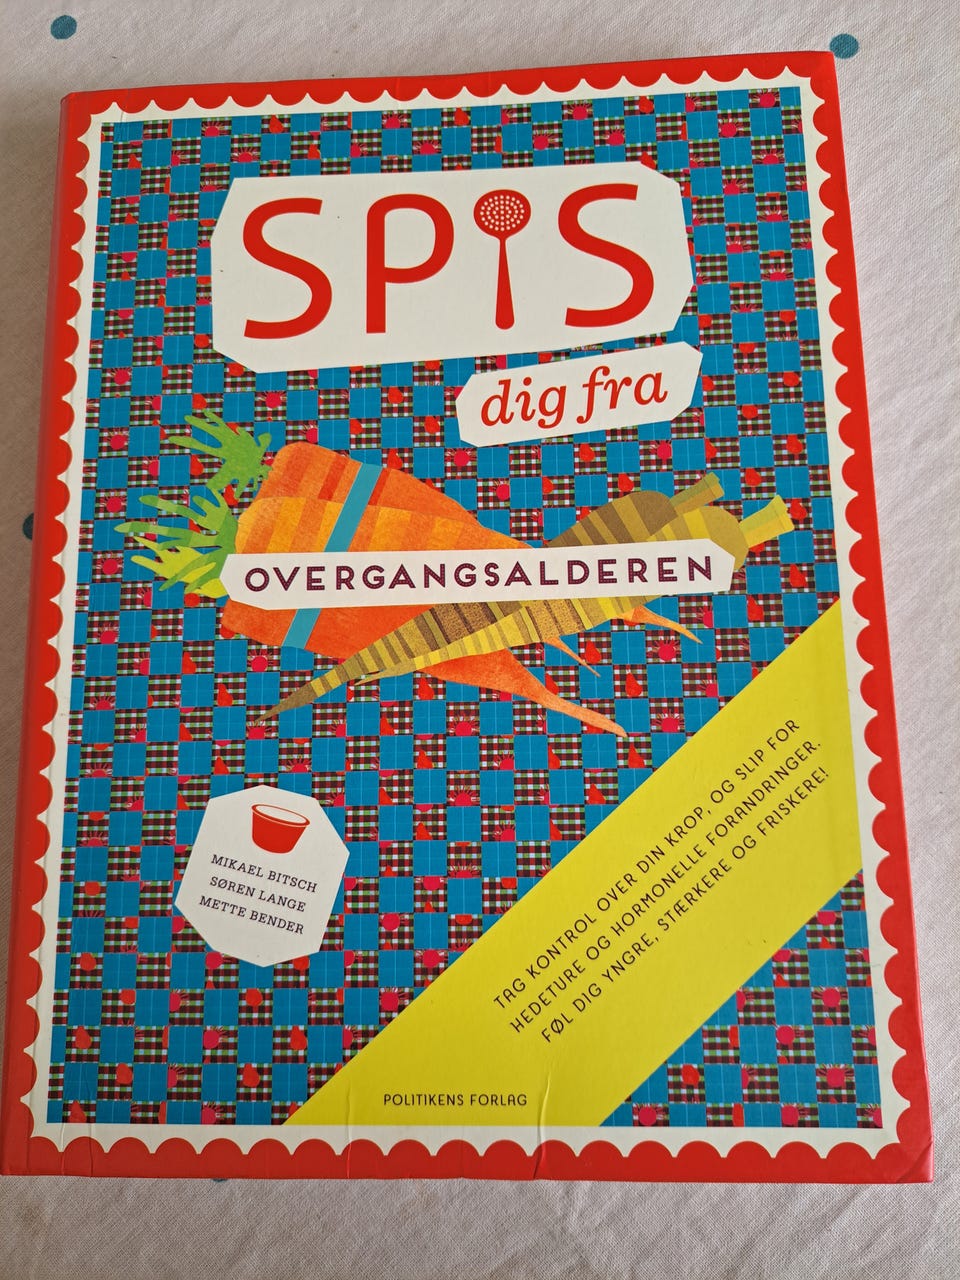 SPIS
dig fra
OVERGANGSALDEREN
MIKAEL BITSCH
SØREN LANGE
METTE BENDER
TAG KONTROL OVER DIN KROP, OG SLIP FOR
HEDETURE OG HORMONELLE FORANDRINGER.
FØL DIG YNGRE, STÆRKERE OG FRISKERE!
POLITIKENS FORLAG